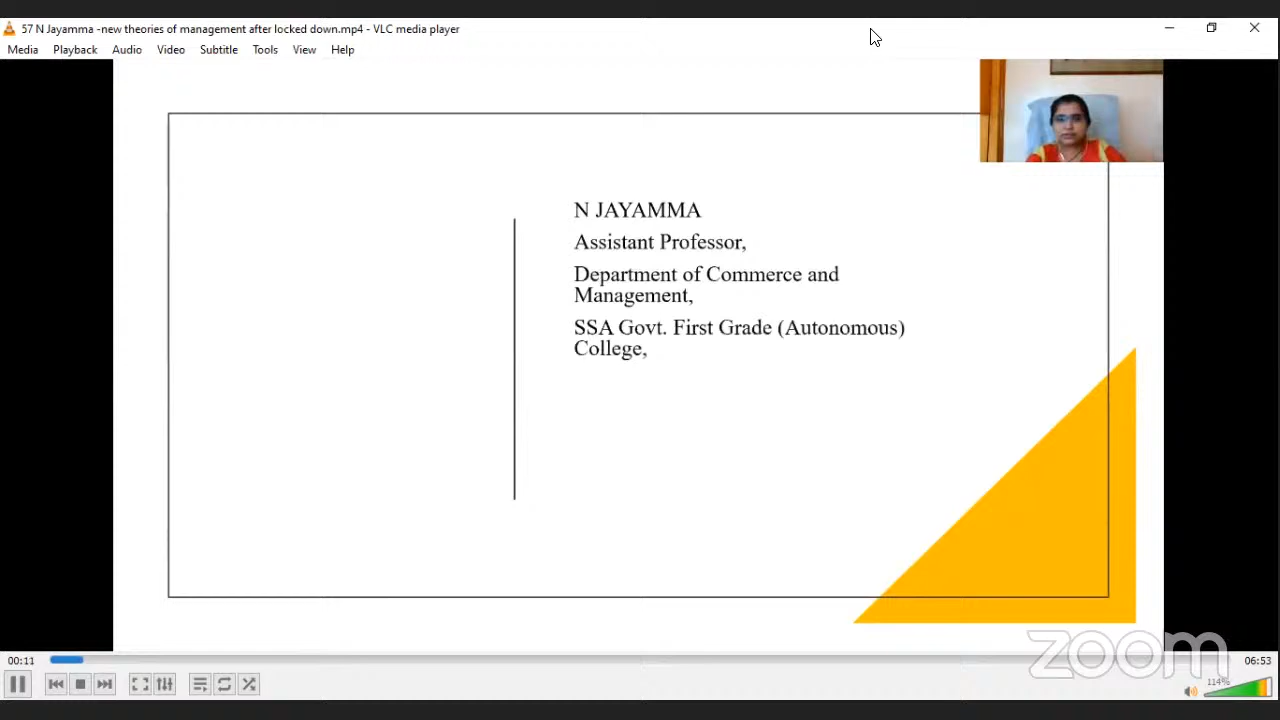 57 N Jayamma -new theories of management after locked down.mp4 - VLC media player
Media Playback Audio Video Subtitle Tools View Help
N JAYAMMA
Assistant Professor,
Department of Commerce and
Management,
SSA Govt. First Grade (Autonomous)
College,
zoom
00:11
06:53
114%